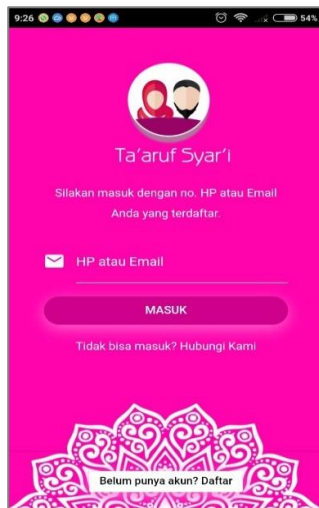 9:26
54%
Ta'aruf Syar'i
Silakan masuk dengan no. HP atau Email
Anda yang terdaftar.
HP atau Email
MASUK
Tidak bisa masuk? Hubungi Kami
Belum punya akun? Daftar